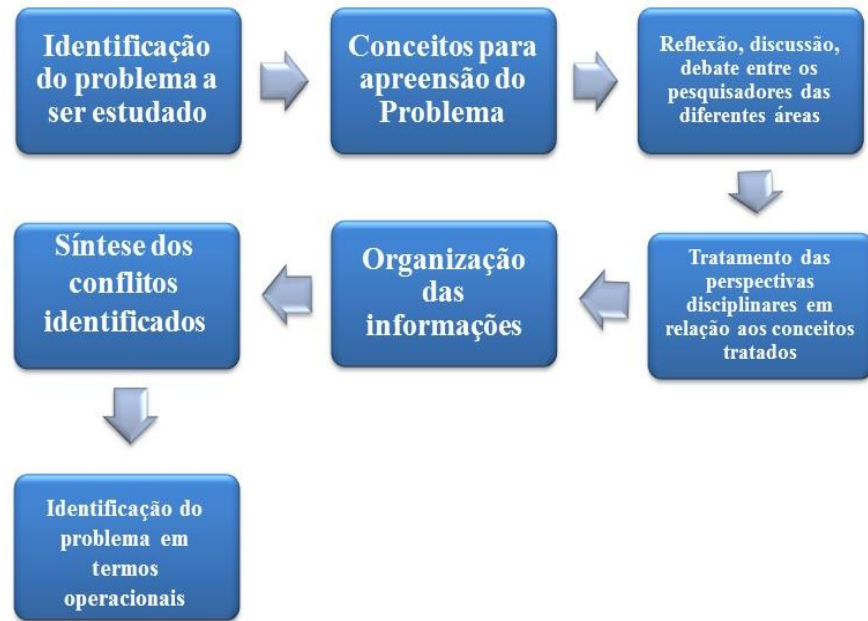 Identificação
do problema a
ser estudado
Conceitos para
apreensão do
Problema
Reflexão, discussão,
debate entre os
pesquisadores das
diferentes áreas
Tratamento das
perspectivas
disciplinares em
relação aos conceitos
tratados
Organização
das
informações
Síntese dos
conflitos
identificados
Identificação do
problema em
termos
operacionais